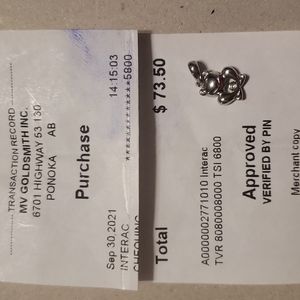 TRANSACTION RECORD
MV GOLDSMITH INC.
6701 HIGHWAY 53 130
PONOKA AB
Purchase
Sep 30,2021 14:15:03
INTERAC ************5800
CHEQUING
Total $ 73.50
Approved
VERIFIED BY PIN
A0000002771010 Interac
TVR 8080008000 TSI 6800
Merchant copy